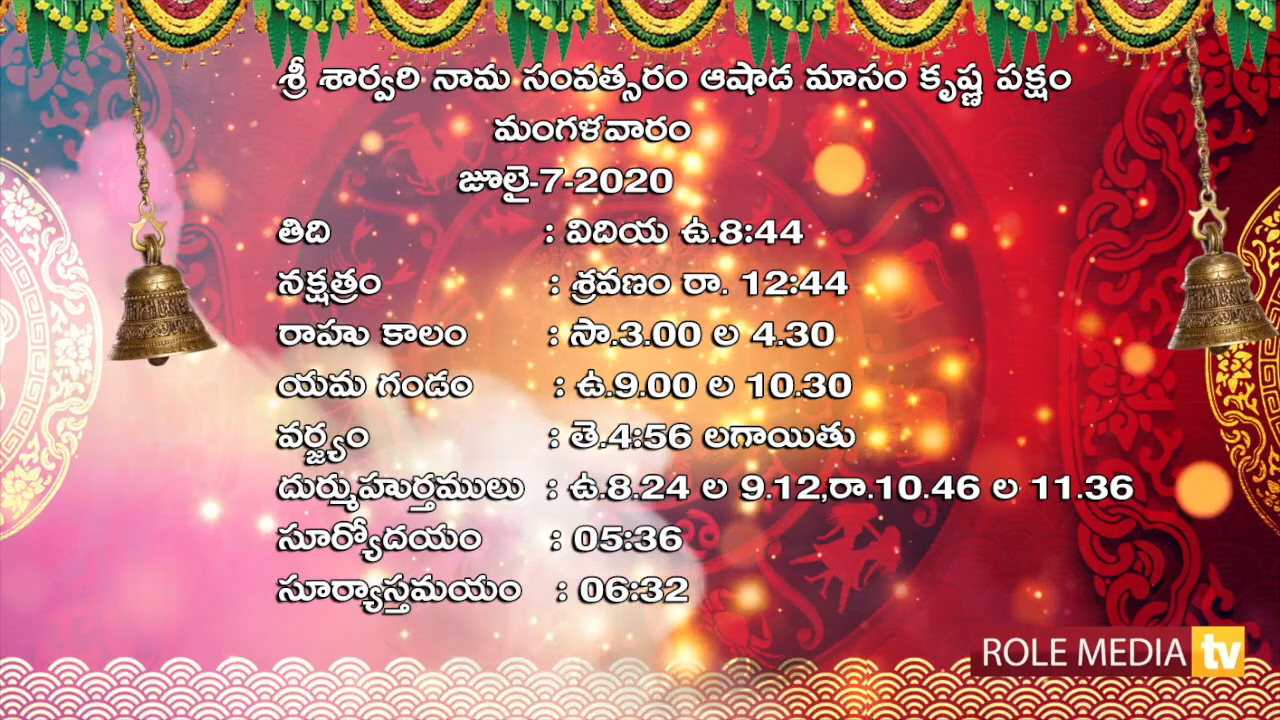 శ్రీ శార్వరి నామ సంవత్సరం ఆషాడ మాసం కృష్ణ పక్షం
మంగళవారం
జూలై-7-2020
తిది : విదియ ఉ.8:44
నక్షత్రం : శ్రవణం రా. 12:44
రాహు కాలం : సా.3.00 ల 4.30
యమ గండం : ఉ.9.00 ల 10.30
వర్జ్యం : తె.4:56 లగాయితు
దుర్ముహుర్తములు : ఉ.8.24 ల 9.12,రా.10.46 ల 11.36
సూర్యోదయం : 05:36
సూర్యాస్తమయం : 06:32
ROLE MEDIA tv